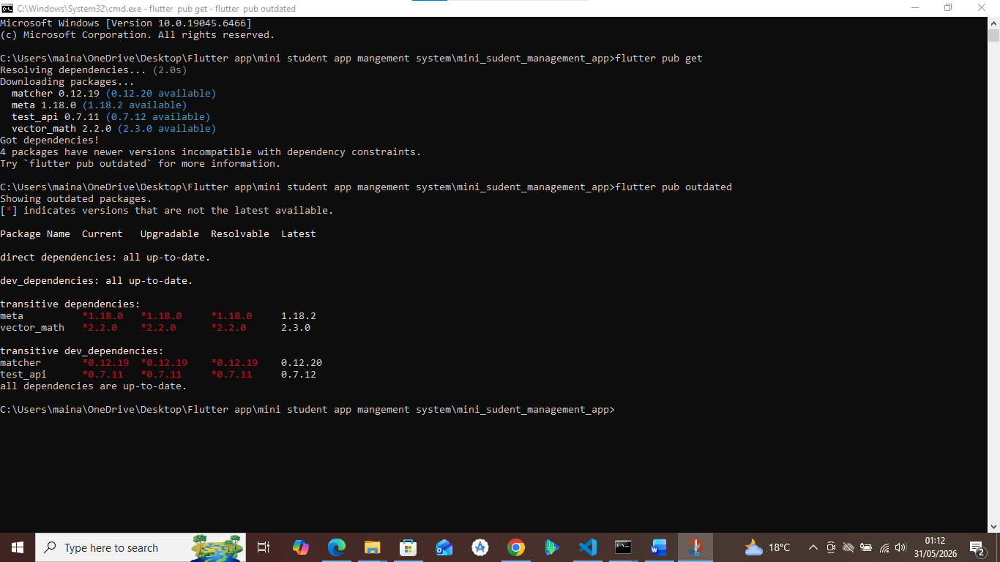 C:\Windows\System32\cmd.exe - flutter  pub get - flutter  pub outdated
Microsoft Windows [Version 10.0.19045.6466]
(c) Microsoft Corporation. All rights reserved.
C:\Users\maina\OneDrive\Desktop\Flutter app\mini student app mangement system\mini_sudent_management_app>flutter pub get
Resolving dependencies... (2.0s)
Downloading packages...
  matcher 0.12.19 (0.12.20 available)
  meta 1.18.0 (1.18.2 available)
  test_api 0.7.11 (0.7.12 available)
  vector_math 2.2.0 (2.3.0 available)
Got dependencies!
4 packages have newer versions incompatible with dependency constraints.
Try `flutter pub outdated` for more information.
C:\Users\maina\OneDrive\Desktop\Flutter app\mini student app mangement system\mini_sudent_management_app>flutter pub outdated
Showing outdated packages.
[*] indicates versions that are not the latest available.
Package Name  Current   Upgradable  Resolvable  Latest
direct dependencies: all up-to-date.
dev_dependencies: all up-to-date.
transitive dependencies:
meta          *1.18.0   *1.18.0     *1.18.0     1.18.2
vector_math   *2.2.0    *2.2.0      *2.2.0      2.3.0
transitive dev_dependencies:
matcher       *0.12.19  *0.12.19    *0.12.19    0.12.20
test_api      *0.7.11   *0.7.11     *0.7.11     0.7.12
all dependencies are up-to-date.
C:\Users\maina\OneDrive\Desktop\Flutter app\mini student app mangement system\mini_sudent_management_app>
Type here to search
18°C
01:12
31/05/2026
2